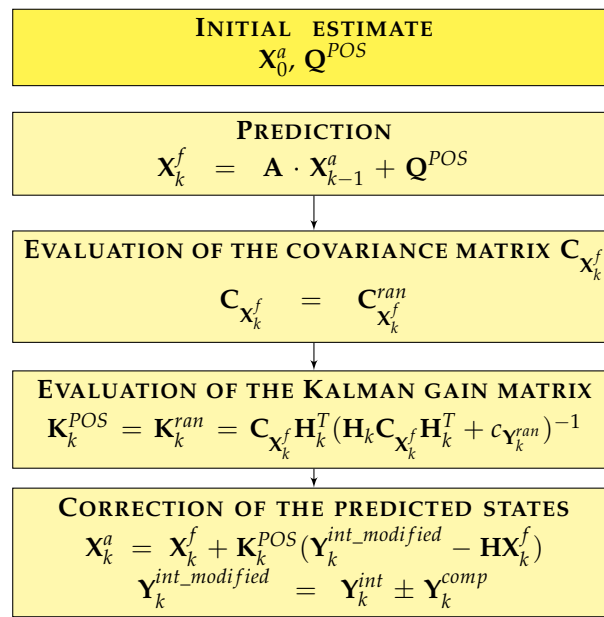 INITIAL ESTIMATE
X_0^a, Q^{POS}
PREDICTION
X_k^f = A · X_{k-1}^a + Q^{POS}
EVALUATION OF THE COVARIANCE MATRIX C_{X_k^f}
C_{X_k^f} = C_{X_k^f}^{ran}
EVALUATION OF THE KALMAN GAIN MATRIX
K_k^{POS} = K_k^{ran} = C_{X_k^f} H_k^T (H_k C_{X_k^f} H_k^T + c_{Y_k^{ran}})^{-1}
CORRECTION OF THE PREDICTED STATES
X_k^a = X_k^f + K_k^{POS} (Y_k^{int_modified} − HX_k^f)
Y_k^{int_modified} = Y_k^{int} ± Y_k^{comp}